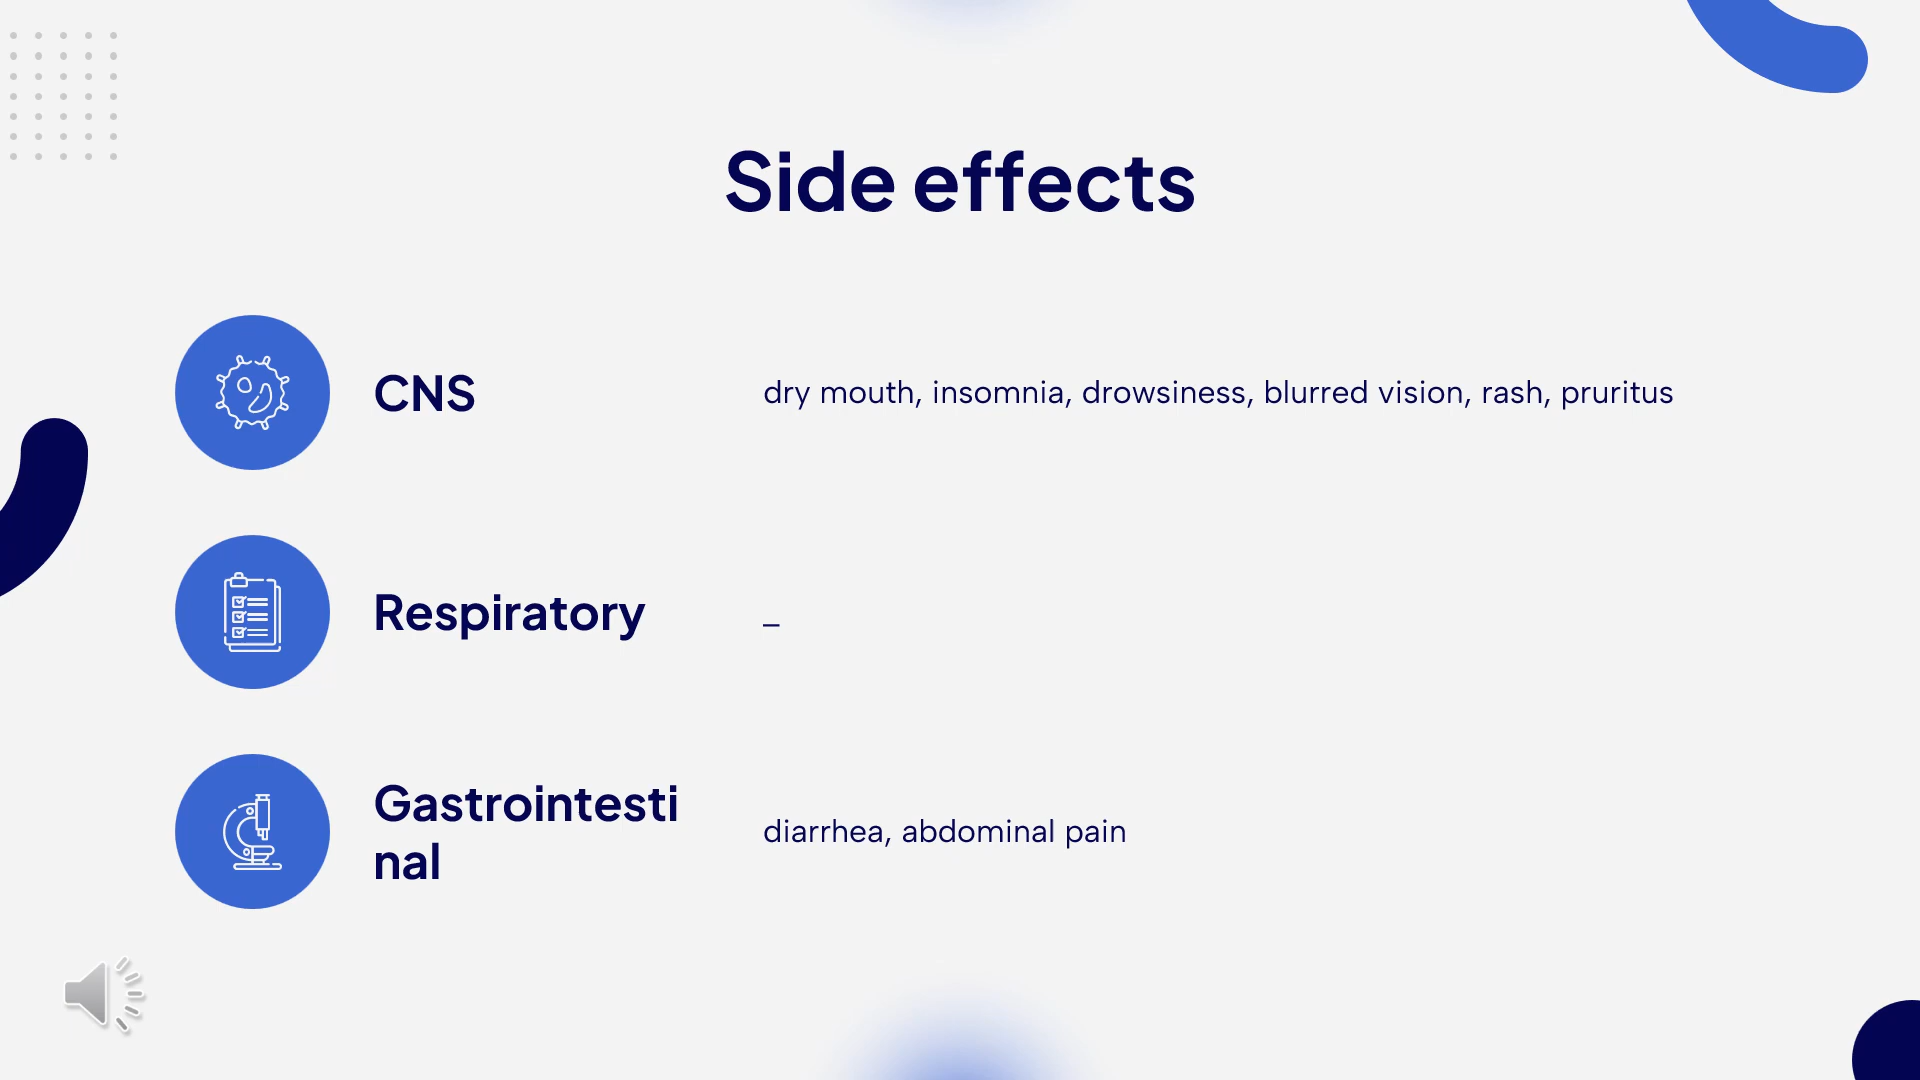 Side effects
CNS
dry mouth, insomnia, drowsiness, blurred vision, rash, pruritus
Respiratory
_
Gastrointesti
nal
diarrhea, abdominal pain